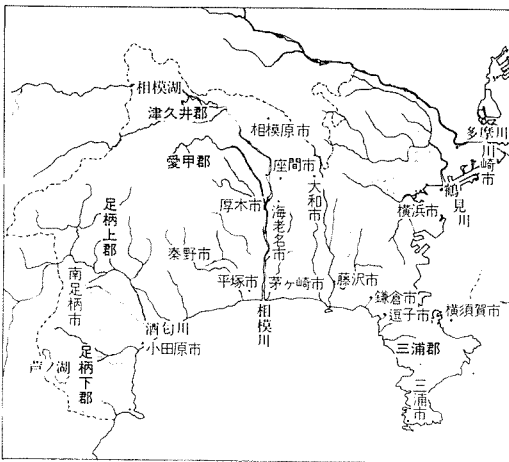 相模湖
津久井郡
相模原市
多摩川
川崎市
愛甲郡
座間市
大和市
鶴見川
横浜市
厚木市
海老名市
足柄上郡
秦野市
南足柄市
平塚市
茅ヶ崎市
藤沢市
鎌倉市
逗子市
横須賀市
酒匂川
相模川
小田原市
芦ノ湖
足柄下郡
三浦郡
三浦市